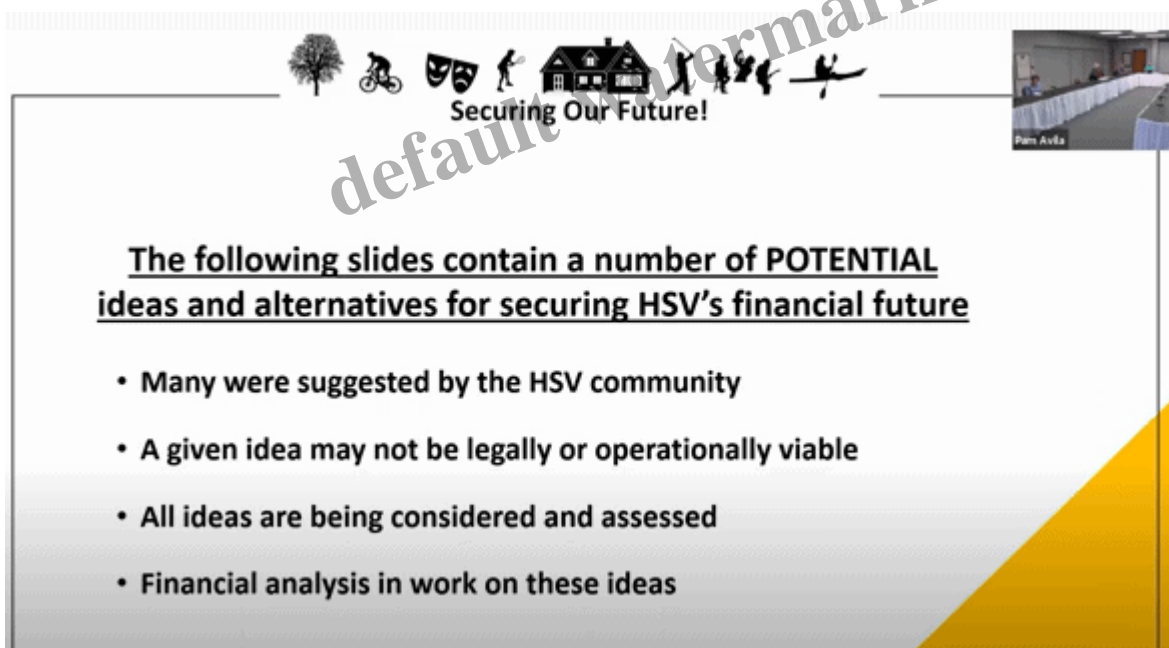 Securing Our Future!
default watermark
Pam Avila
The following slides contain a number of POTENTIAL
ideas and alternatives for securing HSV's financial future
• Many were suggested by the HSV community
• A given idea may not be legally or operationally viable
• All ideas are being considered and assessed
• Financial analysis in work on these ideas